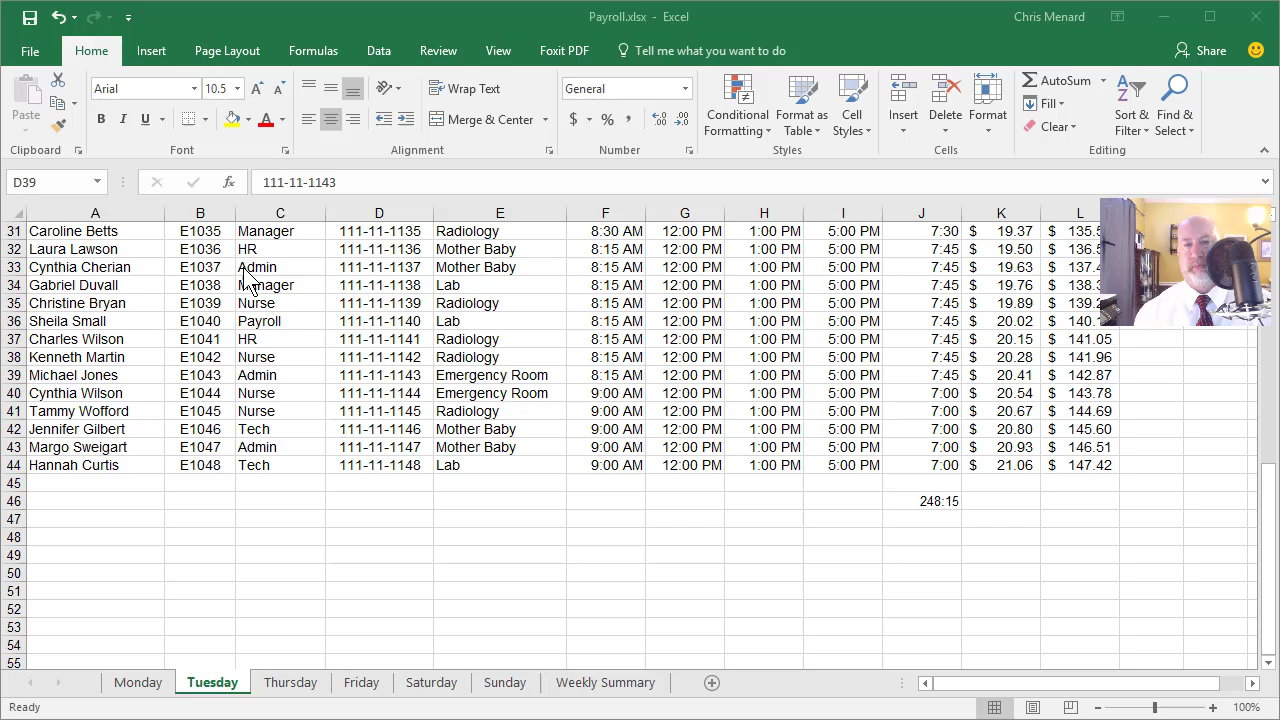 Payroll.xlsx - Excel
Chris Menard
File Home Insert Page Layout Formulas Data Review View Foxit PDF Tell me what you want to do Share
Paste
Clipboard
Arial 10.5
B I U
Font
Wrap Text
Merge & Center
Alignment
General
$ % ,
Number
Conditional Formatting
Format as Table
Cell Styles
Styles
Insert Delete Format
Cells
AutoSum
Fill
Clear
Sort & Filter
Find & Select
Editing
D39 fx 111-11-1143
A B C D E F G H I J K L
31 Caroline Betts E1035 Manager 111-11-1135 Radiology 8:30 AM 12:00 PM 1:00 PM 5:00 PM 7:30 $ 19.37 $
32 Laura Lawson E1036 HR 111-11-1136 Mother Baby 8:15 AM 12:00 PM 1:00 PM 5:00 PM 7:45 $ 19.50 $
33 Cynthia Cherian E1037 Admin 111-11-1137 Mother Baby 8:15 AM 12:00 PM 1:00 PM 5:00 PM 7:45 $ 19.63 $
34 Gabriel Duvall E1038 Manager 111-11-1138 Lab 8:15 AM 12:00 PM 1:00 PM 5:00 PM 7:45 $ 19.76 $
35 Christine Bryan E1039 Nurse 111-11-1139 Radiology 8:15 AM 12:00 PM 1:00 PM 5:00 PM 7:45 $ 19.89 $
36 Sheila Small E1040 Payroll 111-11-1140 Lab 8:15 AM 12:00 PM 1:00 PM 5:00 PM 7:45 $ 20.02 $
37 Charles Wilson E1041 HR 111-11-1141 Radiology 8:15 AM 12:00 PM 1:00 PM 5:00 PM 7:45 $ 20.15 $ 141.05
38 Kenneth Martin E1042 Nurse 111-11-1142 Radiology 8:15 AM 12:00 PM 1:00 PM 5:00 PM 7:45 $ 20.28 $ 141.96
39 Michael Jones E1043 Admin 111-11-1143 Emergency Room 8:15 AM 12:00 PM 1:00 PM 5:00 PM 7:45 $ 20.41 $ 142.87
40 Cynthia Wilson E1044 Nurse 111-11-1144 Emergency Room 9:00 AM 12:00 PM 1:00 PM 5:00 PM 7:00 $ 20.54 $ 143.78
41 Tammy Wofford E1045 Nurse 111-11-1145 Radiology 9:00 AM 12:00 PM 1:00 PM 5:00 PM 7:00 $ 20.67 $ 144.69
42 Jennifer Gilbert E1046 Tech 111-11-1146 Mother Baby 9:00 AM 12:00 PM 1:00 PM 5:00 PM 7:00 $ 20.80 $ 145.60
43 Margo Sweigart E1047 Admin 111-11-1147 Mother Baby 9:00 AM 12:00 PM 1:00 PM 5:00 PM 7:00 $ 20.93 $ 146.51
44 Hannah Curtis E1048 Tech 111-11-1148 Lab 9:00 AM 12:00 PM 1:00 PM 5:00 PM 7:00 $ 21.06 $ 147.42
45
46 248:15
47
48
49
50
51
52
53
54
55
Monday Tuesday Thursday Friday Saturday Sunday Weekly Summary
Ready 100%